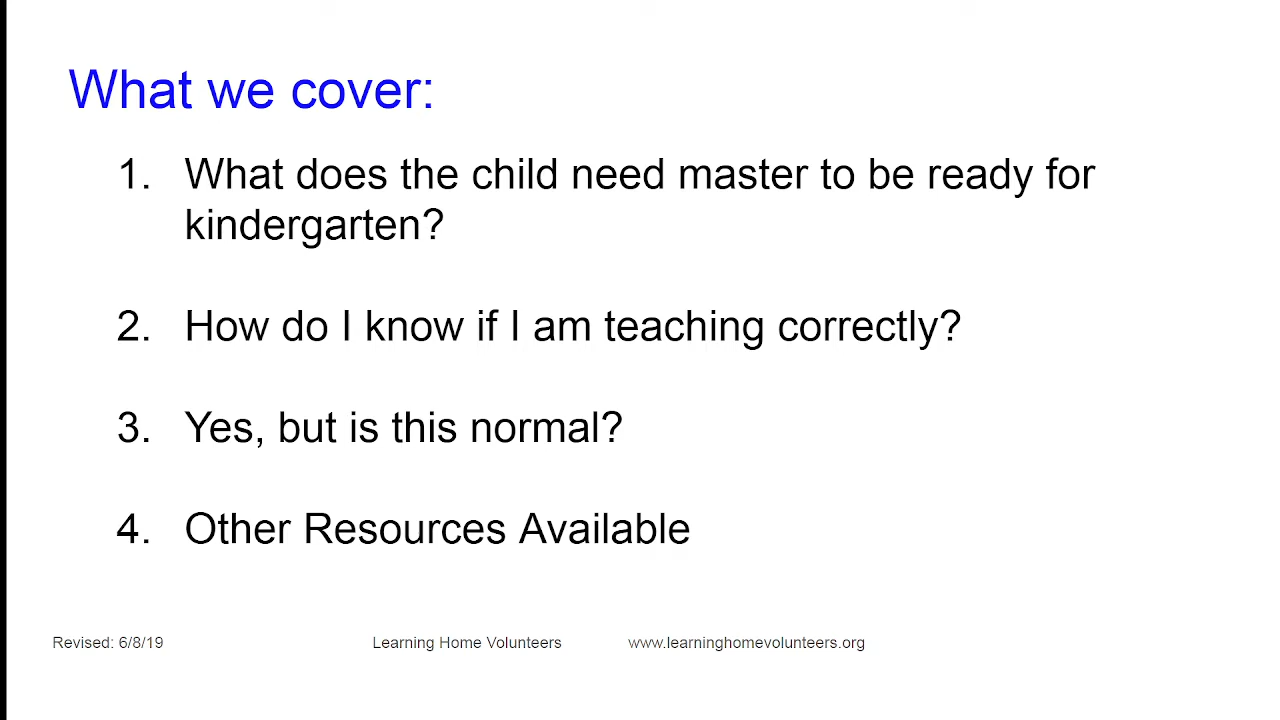 What we cover:
1. What does the child need master to be ready for
kindergarten?
2. How do I know if I am teaching correctly?
3. Yes, but is this normal?
4. Other Resources Available
Revised: 6/8/19 Learning Home Volunteers www.learninghomevolunteers.org